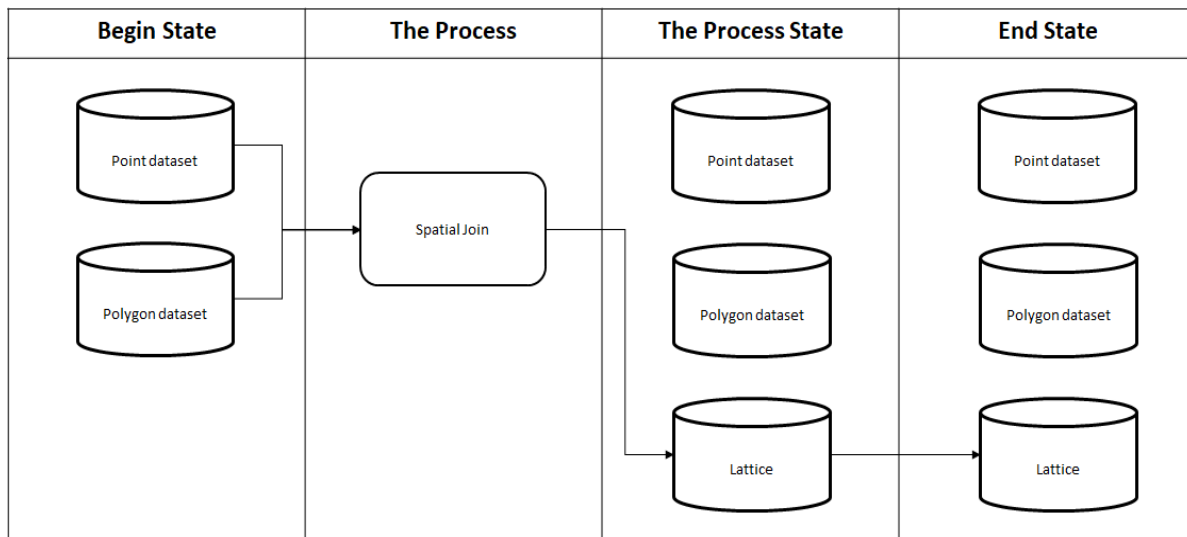 Begin State
The Process
The Process State
End State
Point dataset
Point dataset
Point dataset
Spatial Join
Polygon dataset
Polygon dataset
Polygon dataset
Lattice
Lattice